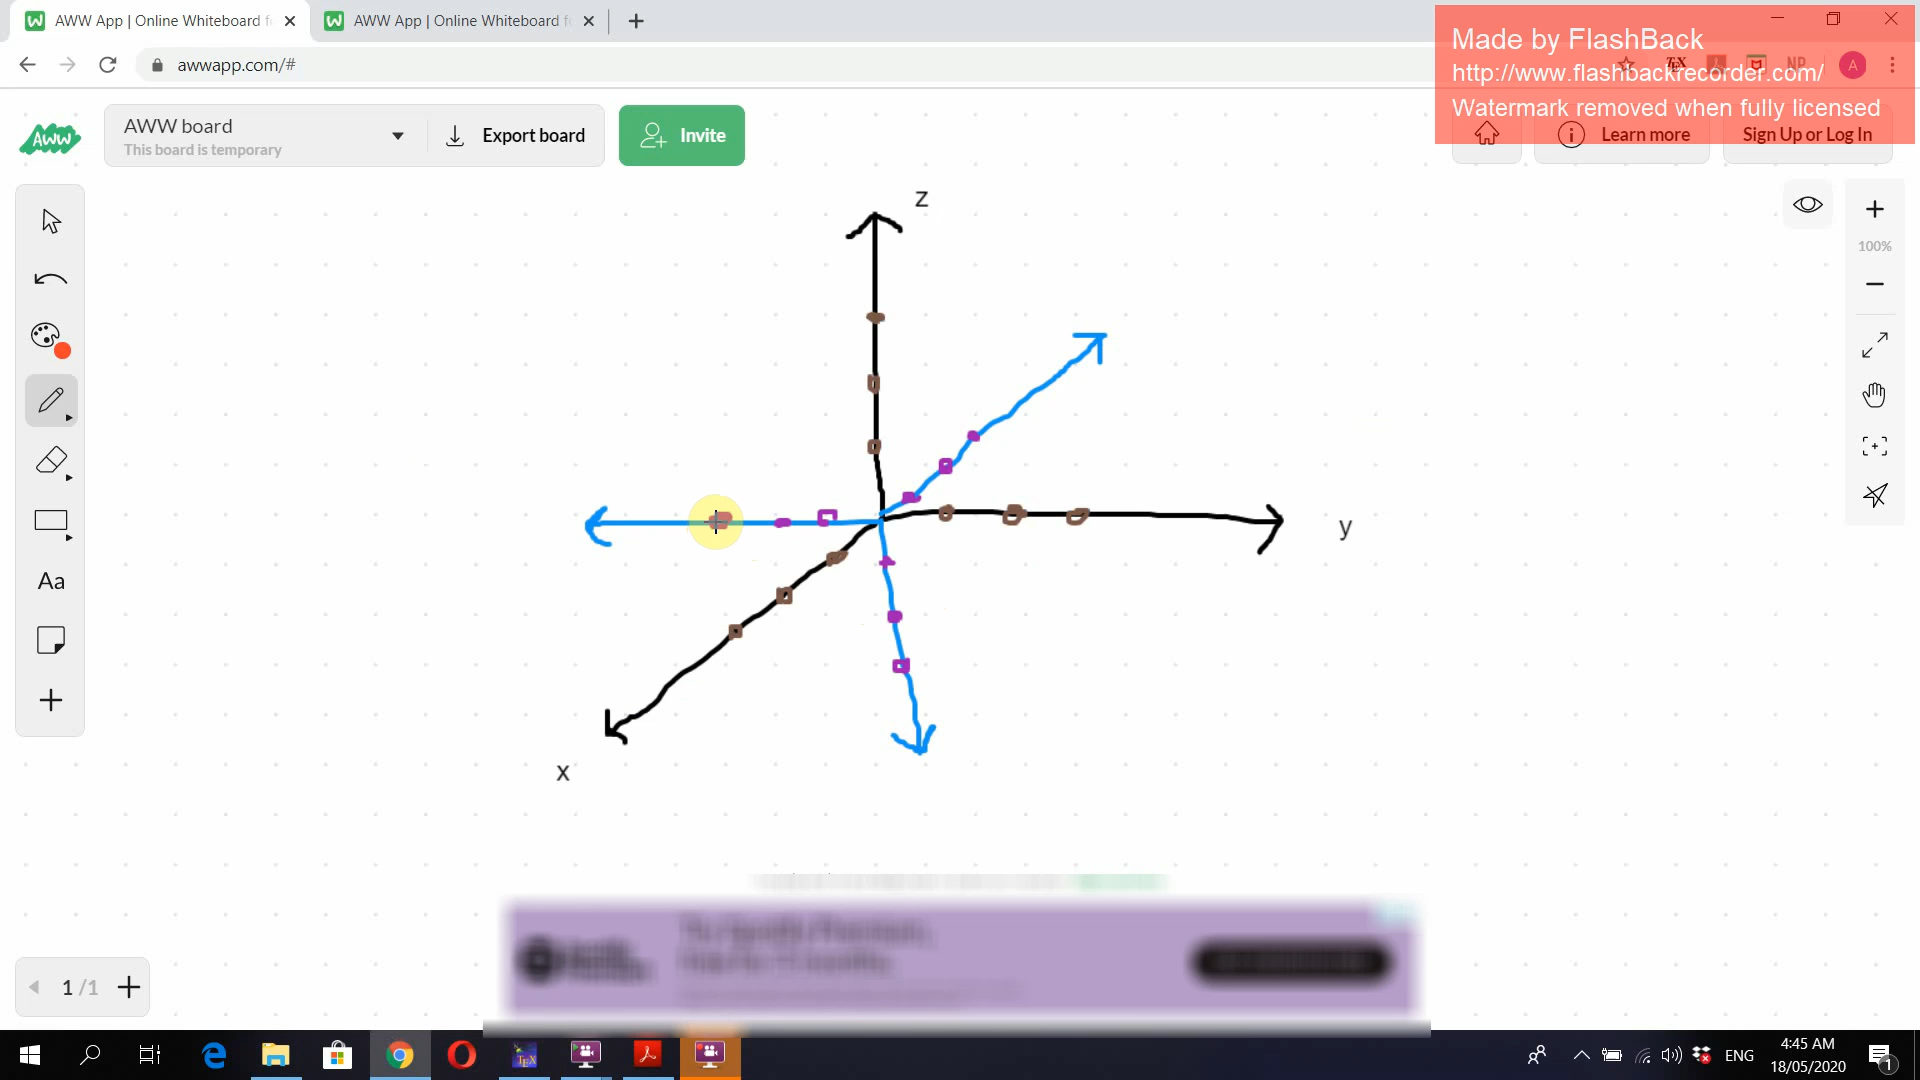 AWW App | Online Whiteboard f
AWW App | Online Whiteboard f
awwapp.com/#
Made by FlashBack
http://www.flashbackrecorder.com/
Watermark removed when fully licensed
AWW
AWW board
This board is temporary
Export board
Invite
Learn more
Sign Up or Log In
A
z
100%
y
Aa
x
1 /1
ENG
4:45 AM
18/05/2020
1